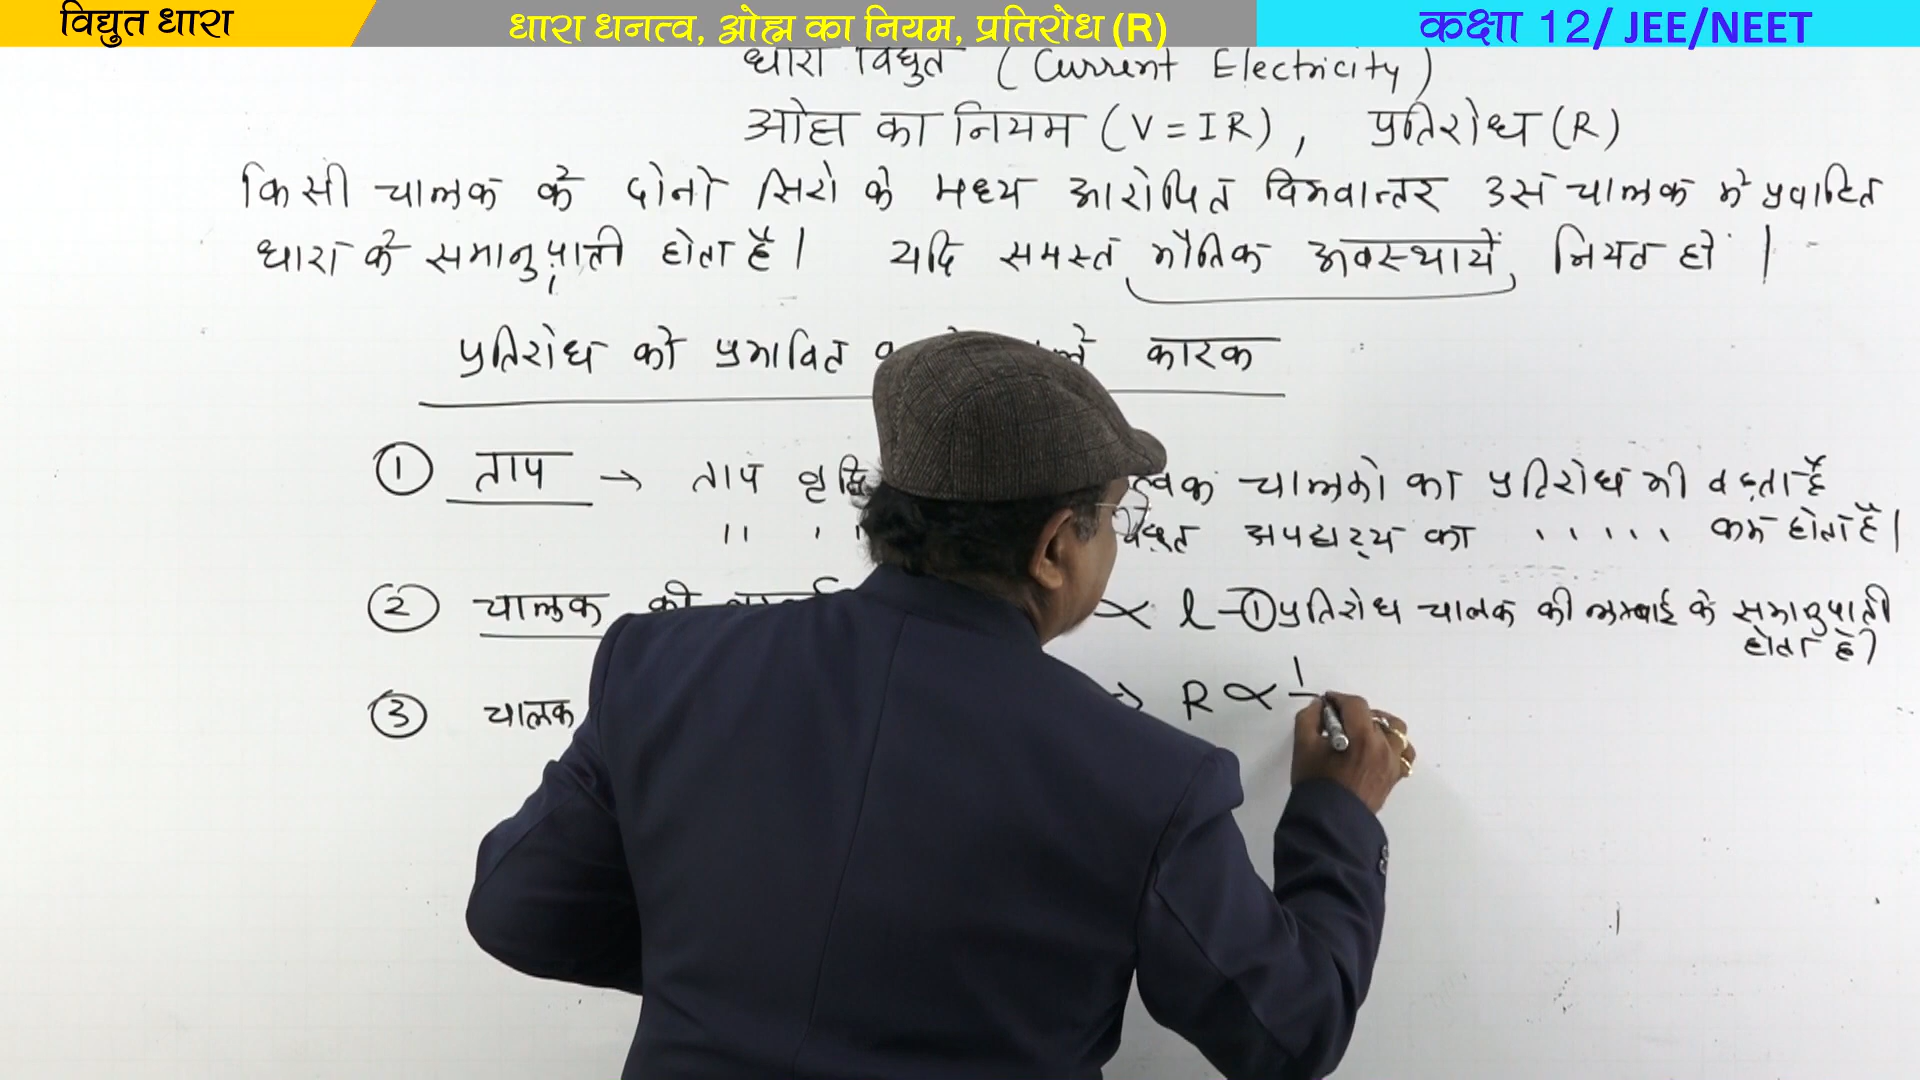 विद्युत धारा
धारा धनत्व, ओह्म का नियम, प्रतिरोध (R)
कक्षा 12/ JEE/NEET
धारा विद्युत (Current Electricity)
ओह्म का नियम (V = IR), प्रतिरोध (R)
किसी चालक के दोनो सिरो के मध्य आरोपित विभवान्तर उस चालक मे प्रवाहित
धारा के समानुपाती होता है। यदि समस्त भौतिक अवस्थायें नियत हो।
प्रतिरोध को प्रभावित कारक
① ताप → ताप चालको का प्रतिरोध भी बढ़ता है
" अपघट्य का ' ' ' ' ' कम होता है।
② चालक की ∝ l –① प्रतिरोध चालक की लम्बाई के समानुपाती
होता है।
③ चालक → R ∝ 1